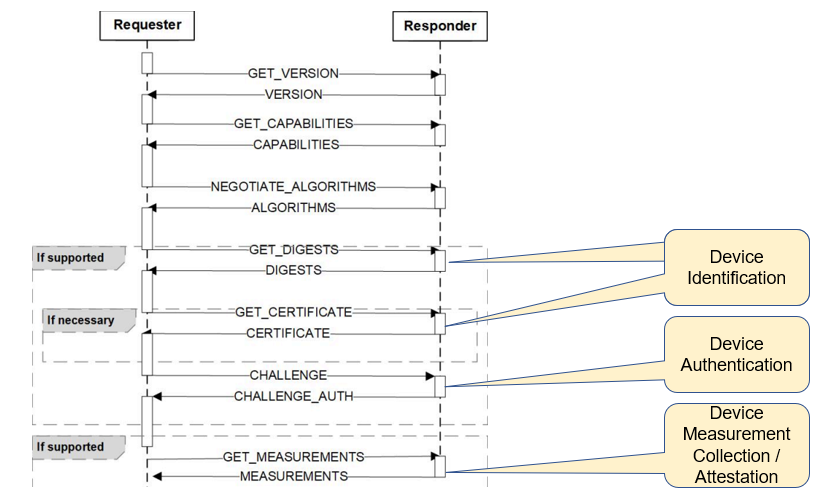 Requester
Responder
GET_VERSION
VERSION
GET_CAPABILITIES
CAPABILITIES
NEGOTIATE_ALGORITHMS
ALGORITHMS
If supported
GET_DIGESTS
DIGESTS
Device
Identification
If necessary
GET_CERTIFICATE
CERTIFICATE
Device
Authentication
CHALLENGE
CHALLENGE_AUTH
If supported
GET_MEASUREMENTS
MEASUREMENTS
Device
Measurement
Collection /
Attestation